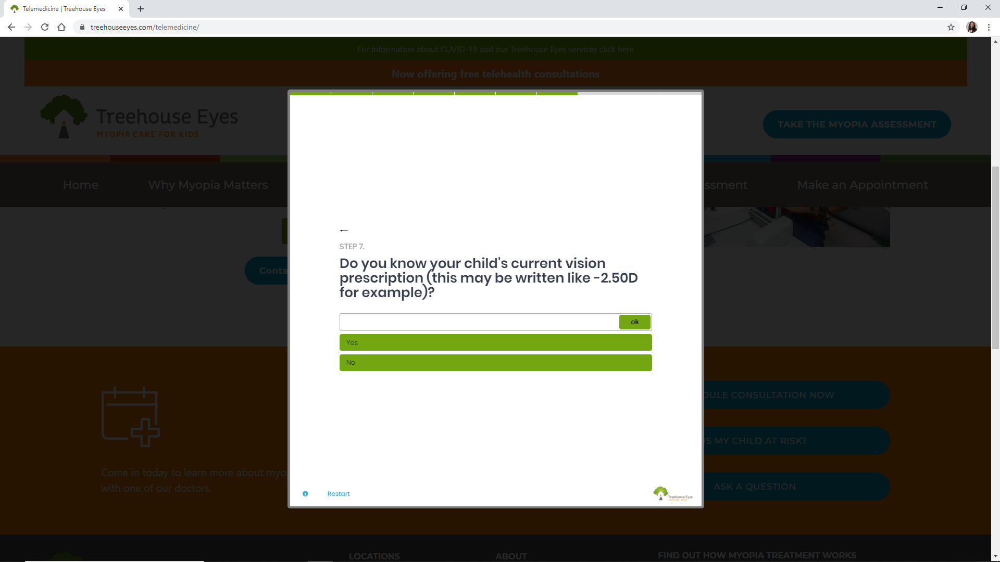 Telemedicine | Treehouse Eyes
treehouseeyes.com/telemedicine/
For information about COVID-19 and our Treehouse Eyes services click here
Now offering free telehealth consultations
Treehouse Eyes
MYOPIA CARE FOR KIDS
TAKE THE MYOPIA ASSESSMENT
Home
Why Myopia Matters
ssment
Make an Appointment
←
STEP 7.
Do you know your child's current vision
prescription (this may be written like -2.50D
for example)?
ok
Yes
No
Conta
DULE CONSULTATION NOW
IS MY CHILD AT RISK?
ASK A QUESTION
Come in today to learn more about myo
with one of our doctors.
Restart
Treehouse Eyes
MYOPIA CARE FOR KIDS
LOCATIONS
ABOUT
FIND OUT HOW MYOPIA TREATMENT WORKS